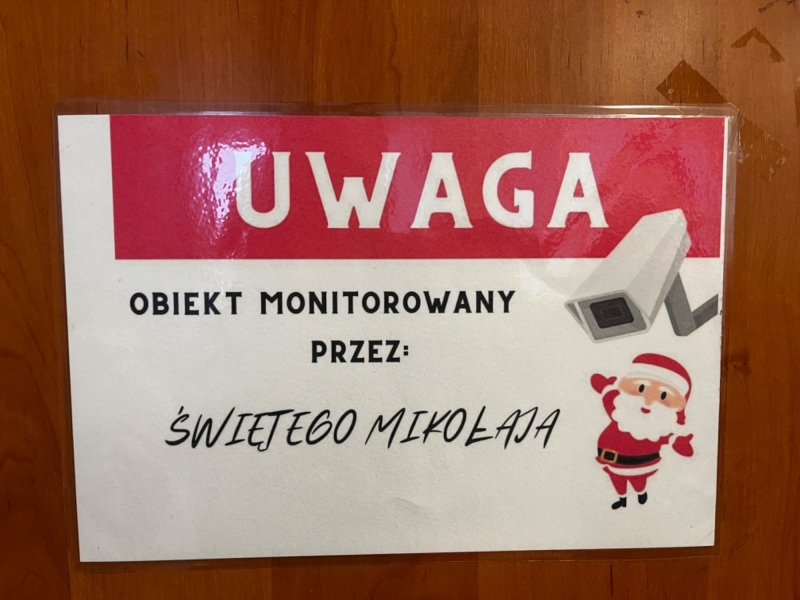 UWAGA
OBIEKT MONITOROWANY
PRZEZ:
ŚWIĘTEGO MIKOŁAJA